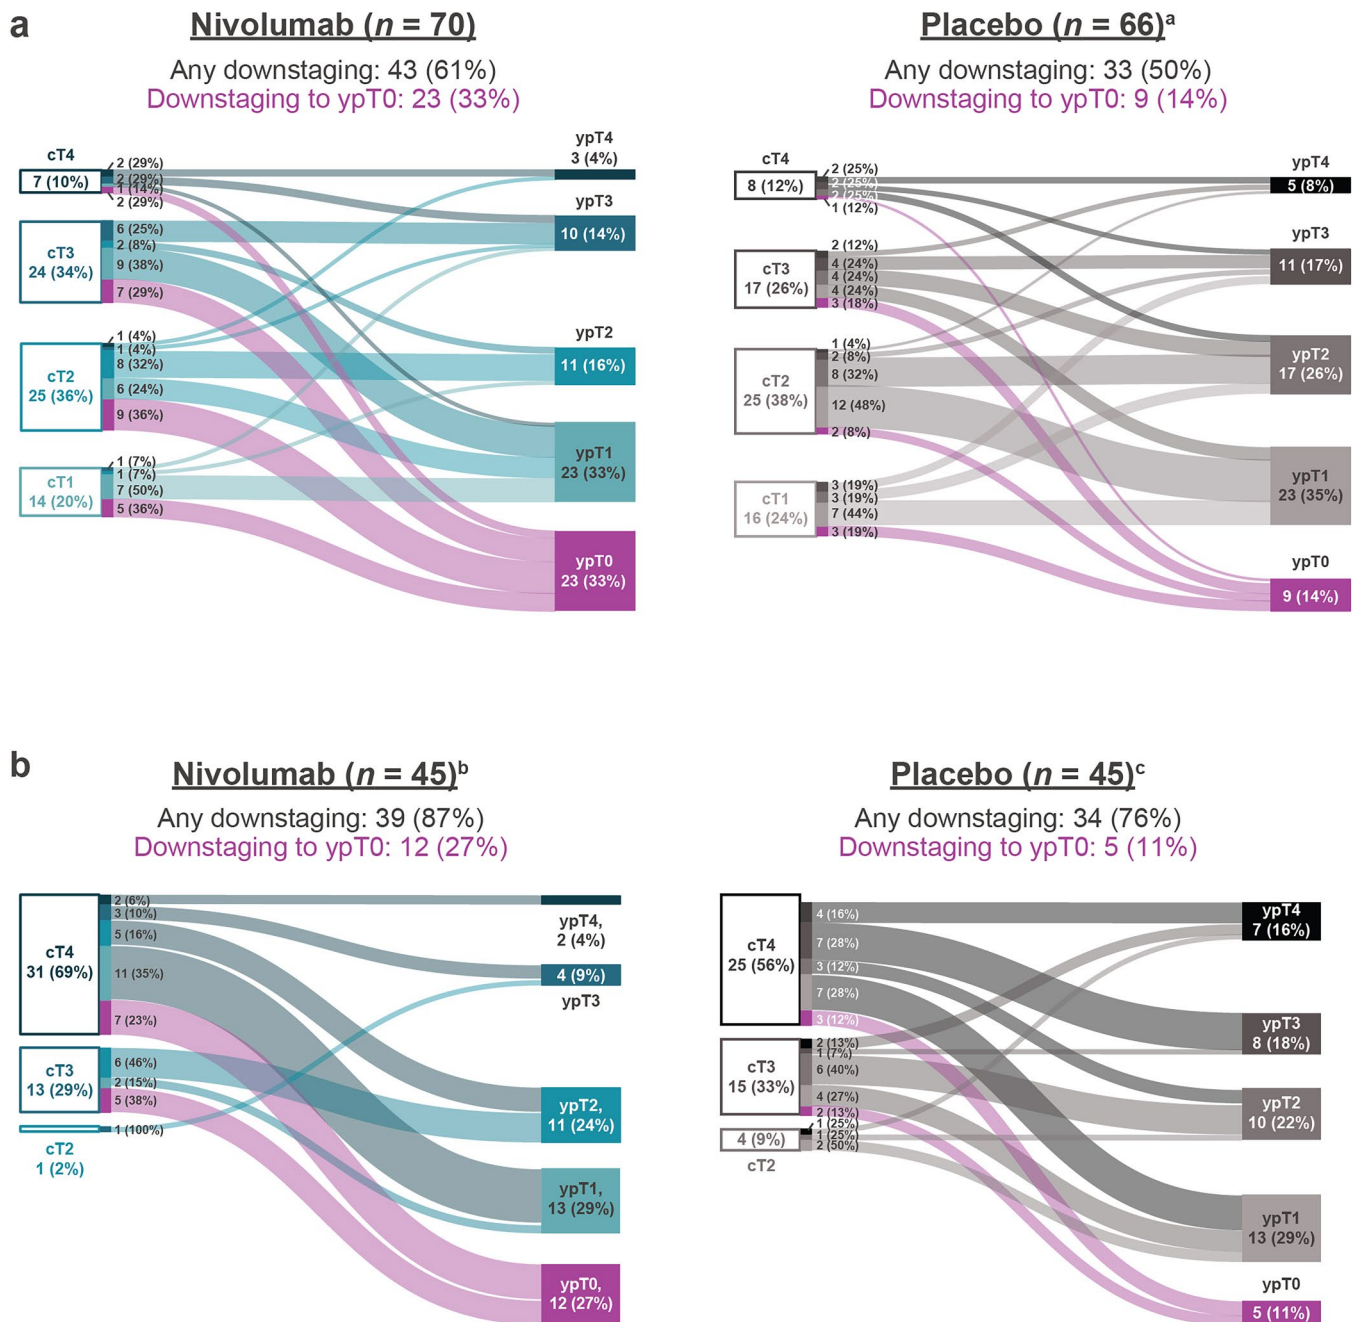 a
Nivolumab (n = 70)
Any downstaging: 43 (61%)
Downstaging to ypT0: 23 (33%)
cT4
7 (10%)
2 (29%)
2 (29%)
1 (14%)
2 (29%)
cT3
24 (34%)
6 (25%)
2 (8%)
9 (38%)
7 (29%)
cT2
25 (36%)
1 (4%)
1 (4%)
8 (32%)
6 (24%)
9 (36%)
cT1
14 (20%)
1 (7%)
1 (7%)
7 (50%)
5 (36%)
ypT4
3 (4%)
ypT3
10 (14%)
ypT2
11 (16%)
ypT1
23 (33%)
ypT0
23 (33%)
Placebo (n = 66)a
Any downstaging: 33 (50%)
Downstaging to ypT0: 9 (14%)
cT4
8 (12%)
2 (25%)
2 (25%)
2 (25%)
1 (12%)
cT3
17 (26%)
2 (12%)
4 (24%)
4 (24%)
4 (24%)
3 (18%)
cT2
25 (38%)
1 (4%)
2 (8%)
8 (32%)
12 (48%)
2 (8%)
cT1
16 (24%)
3 (19%)
3 (19%)
7 (44%)
3 (19%)
ypT4
5 (8%)
ypT3
11 (17%)
ypT2
17 (26%)
ypT1
23 (35%)
ypT0
9 (14%)
b
Nivolumab (n = 45)b
Any downstaging: 39 (87%)
Downstaging to ypT0: 12 (27%)
cT4
31 (69%)
2 (6%)
3 (10%)
5 (16%)
11 (35%)
7 (23%)
cT3
13 (29%)
6 (46%)
2 (15%)
5 (38%)
1 (100%)
cT2
1 (2%)
ypT4,
2 (4%)
4 (9%)
ypT3
ypT2,
11 (24%)
ypT1,
13 (29%)
ypT0,
12 (27%)
Placebo (n = 45)c
Any downstaging: 34 (76%)
Downstaging to ypT0: 5 (11%)
cT4
25 (56%)
4 (16%)
7 (28%)
3 (12%)
7 (28%)
3 (12%)
cT3
15 (33%)
2 (13%)
1 (7%)
6 (40%)
4 (27%)
2 (13%)
4 (9%)
cT2
1 (25%)
1 (25%)
2 (50%)
ypT4
7 (16%)
ypT3
8 (18%)
ypT2
10 (22%)
ypT1
13 (29%)
ypT0
5 (11%)